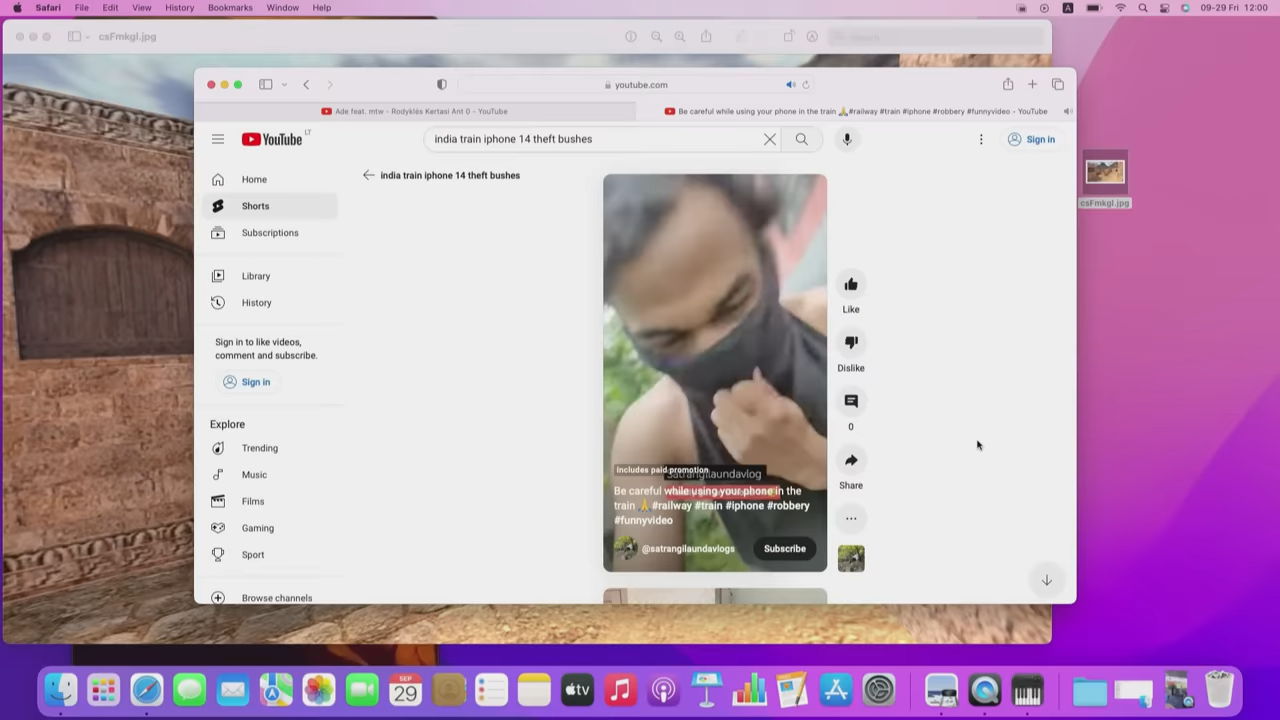 Safari File Edit View History Bookmarks Window Help
A
09-29 Fri 12:00
csFmkgl.jpg
Search
youtube.com
Ade feat. mtw - Rodyklės Kertasi Ant 0 - YouTube
Be careful while using your phone in the train 🙏#railway #train #iphone #robbery #funnyvideo - YouTube
YouTube LT
india train iphone 14 theft bushes
Sign in
Home
Shorts
Subscriptions
Library
History
Sign in to like videos,
comment and subscribe.
Sign in
Explore
Trending
Music
Films
Gaming
Sport
Browse channels
india train iphone 14 theft bushes
Includes paid promotion
Satrangilaundavlog
Be careful while using your phone in the
train 🙏 #railway #train #iphone #robbery
#funnyvideo
@satrangilaundavlogs
Subscribe
Like
Dislike
0
Share
csFmkgl.jpg
SEP
29
tv